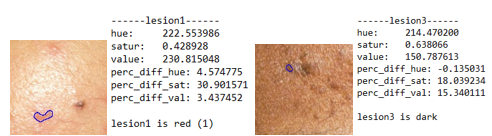 ------lesion1------
hue:     222.553986
satur:   0.428928
value:   230.815048
perc_diff_hue: 4.574775
perc_diff_sat: 30.901571
perc_diff_val: 3.437452
lesion1 is red (1)
------lesion3------
hue:     214.470200
satur:   0.638066
value:   150.787613
perc_diff_hue: -0.135031
perc_diff_sat: 18.039234
perc_diff_val: 15.340111
lesion3 is dark